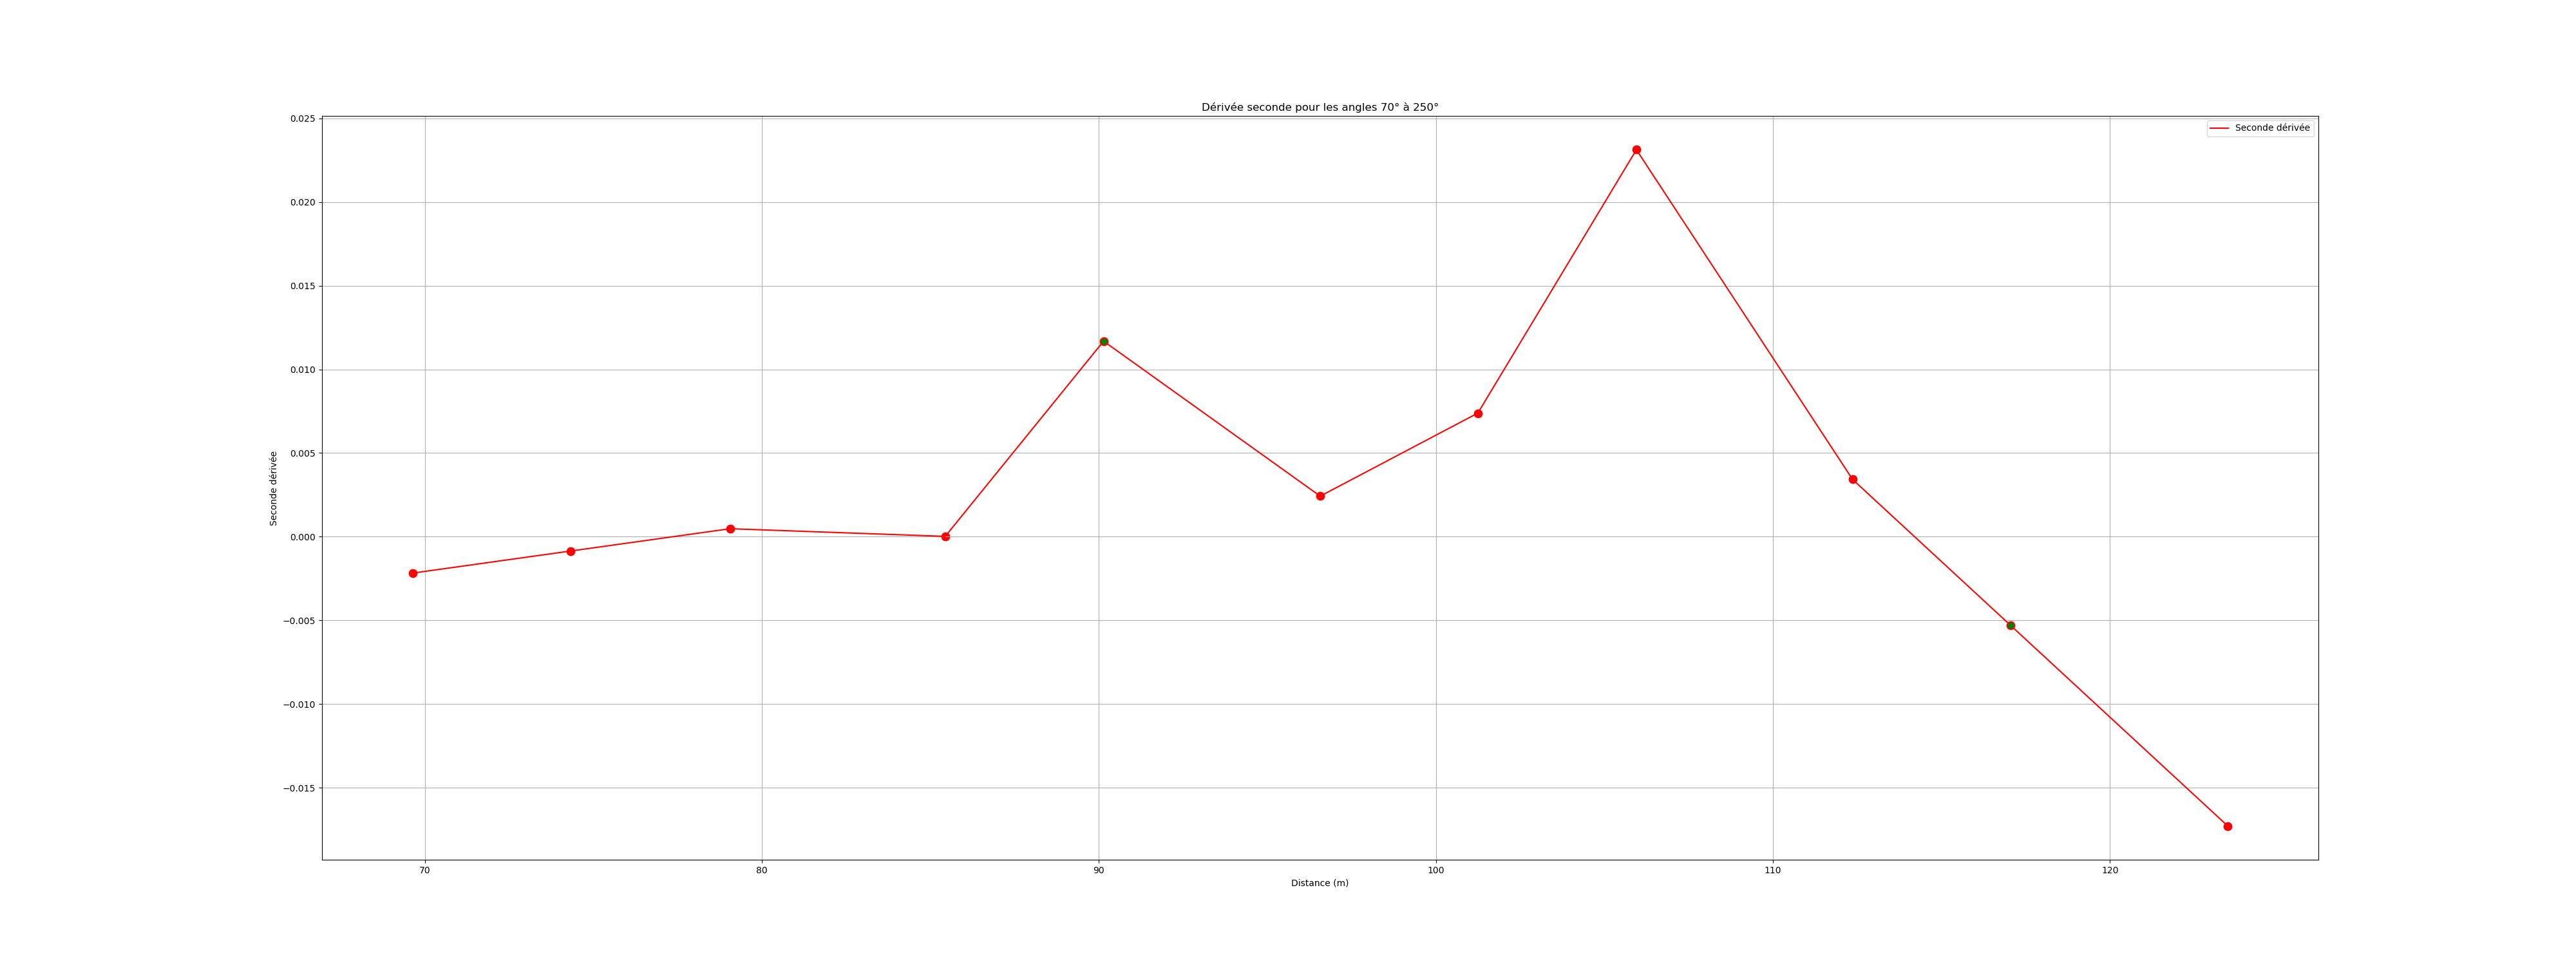 Dérivée seconde pour les angles 70° à 250°
Seconde dérivée
0.025
0.020
0.015
0.010
0.005
0.000
−0.005
−0.010
−0.015
Seconde dérivée
70 80 90 100 110 120
Distance (m)